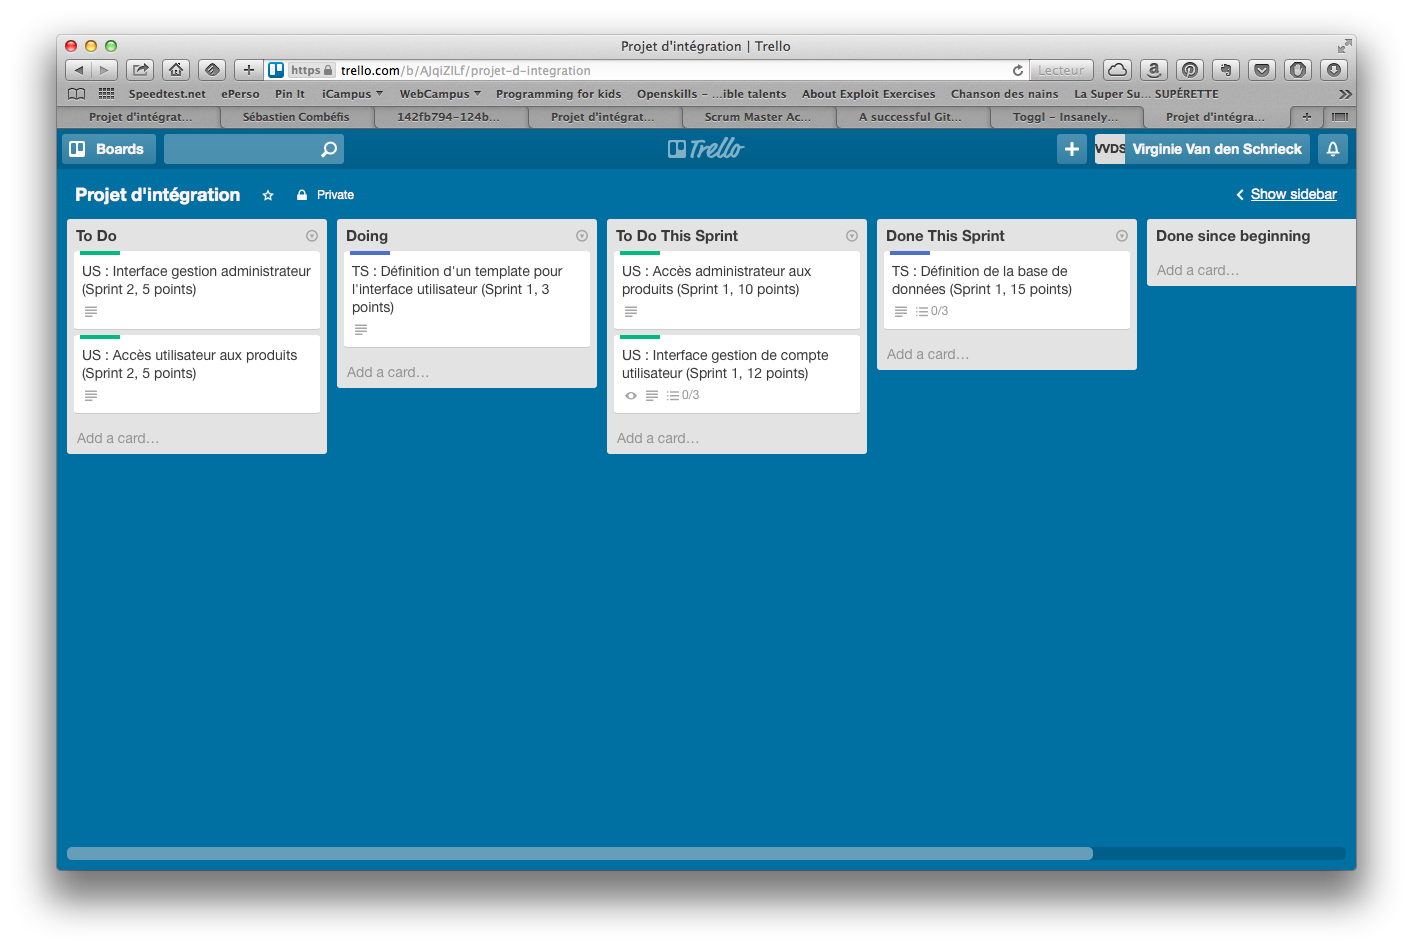 Projet d'intégration | Trello
https trello.com/b/AJqiZILf/projet-d-integration
Lecteur
Speedtest.net ePerso Pin It iCampus WebCampus Programming for kids Openskills – ...ible talents About Exploit Exercises Chanson des nains La Super Su... SUPÉRETTE
Projet d'intégrat... Sébastien Combéfis 142fb794-124b... Projet d'intégrat... Scrum Master Ac... A successful Git... Toggl – Insanely... Projet d'intégra...
Boards Trello VVDS Virginie Van den Schrieck
Projet d'intégration Private Show sidebar
To Do
US : Interface gestion administrateur
(Sprint 2, 5 points)
US : Accès utilisateur aux produits
(Sprint 2, 5 points)
Add a card...
Doing
TS : Définition d'un template pour
l'interface utilisateur (Sprint 1, 3
points)
Add a card...
To Do This Sprint
US : Accès administrateur aux
produits (Sprint 1, 10 points)
US : Interface gestion de compte
utilisateur (Sprint 1, 12 points)
0/3
Add a card...
Done This Sprint
TS : Définition de la base de
données (Sprint 1, 15 points)
0/3
Add a card...
Done since beginning
Add a card...